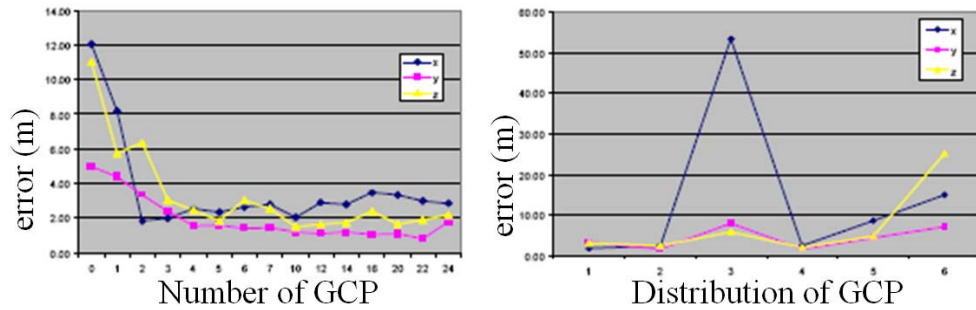 14.00
12.00
10.00
8.00
6.00
4.00
2.00
0.00
error (m)
x
y
z
0 1 2 3 4 5 6 7 10 12 14 16 20 22 24
Number of GCP
60.00
50.00
40.00
30.00
20.00
10.00
0.00
error (m)
x
y
z
1 2 3 4 5 6
Distribution of GCP